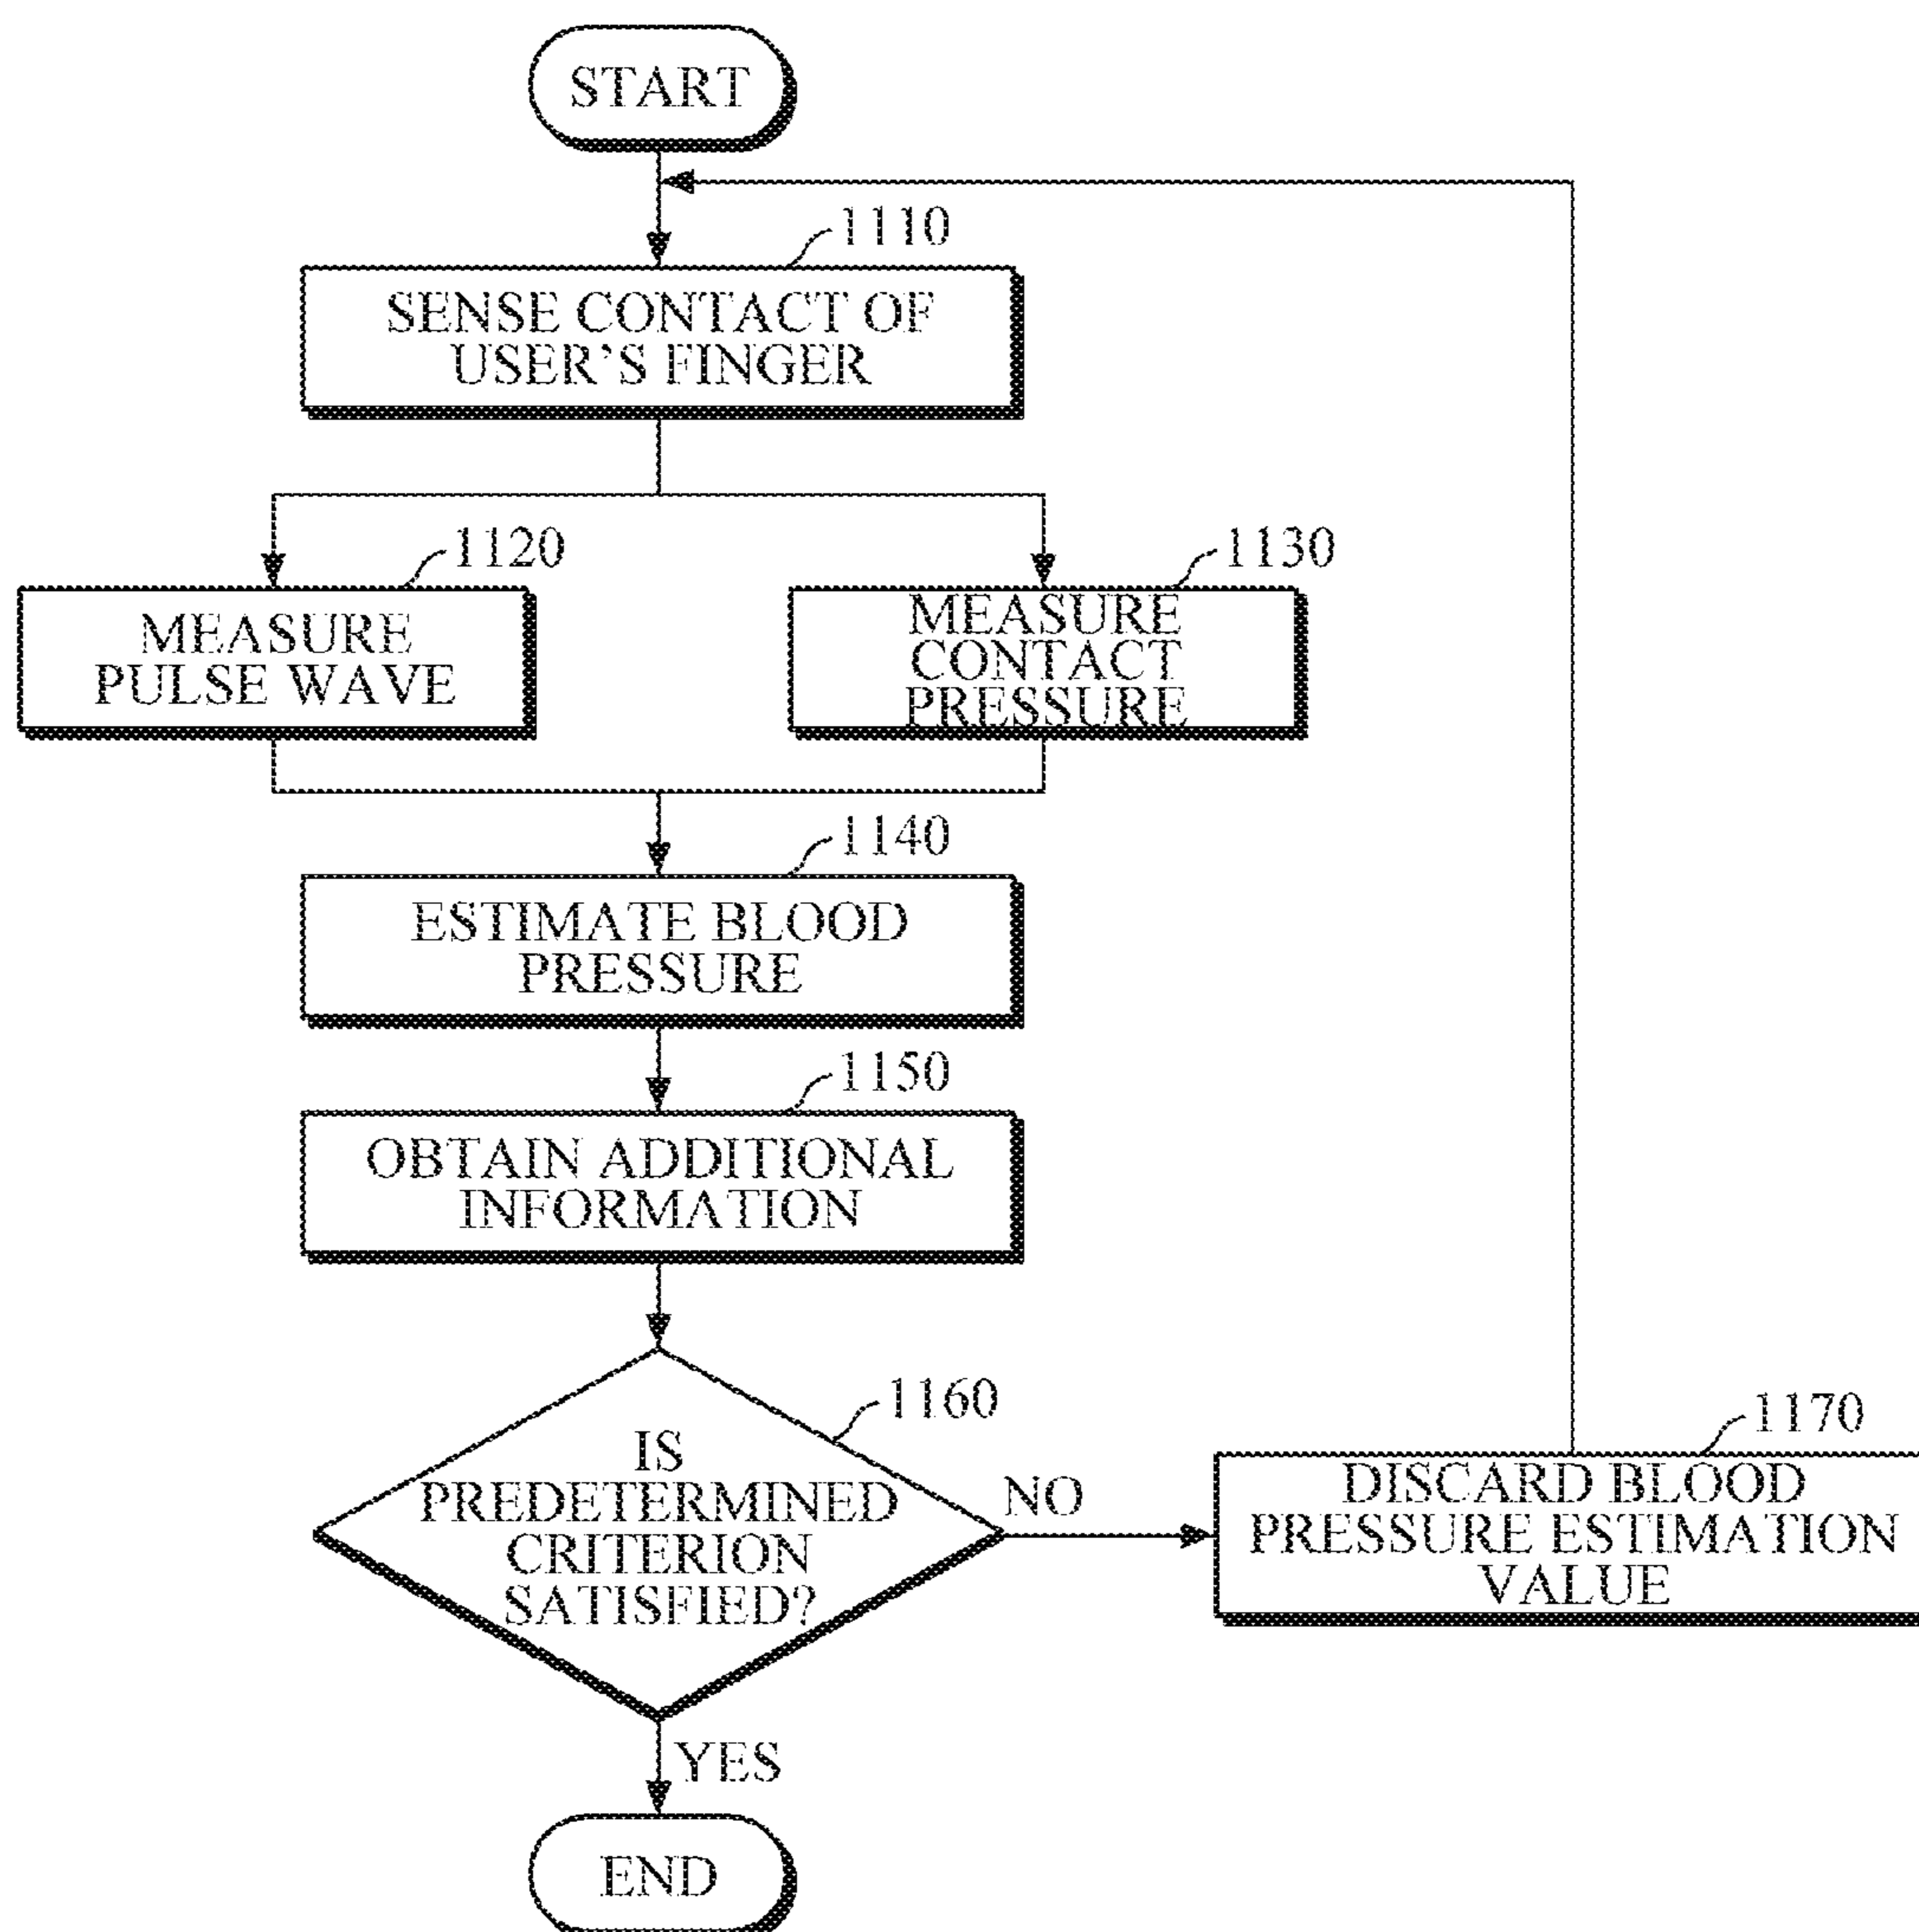 START
1110
SENSE CONTACT OF
USER'S FINGER
1120
MEASURE
PULSE WAVE
1130
MEASURE
CONTACT
PRESSURE
1140
ESTIMATE BLOOD
PRESSURE
1150
OBTAIN ADDITIONAL
INFORMATION
1160
IS
PREDETERMINED
CRITERION
SATISFIED?
NO
1170
DISCARD BLOOD
PRESSURE ESTIMATION
VALUE
YES
END